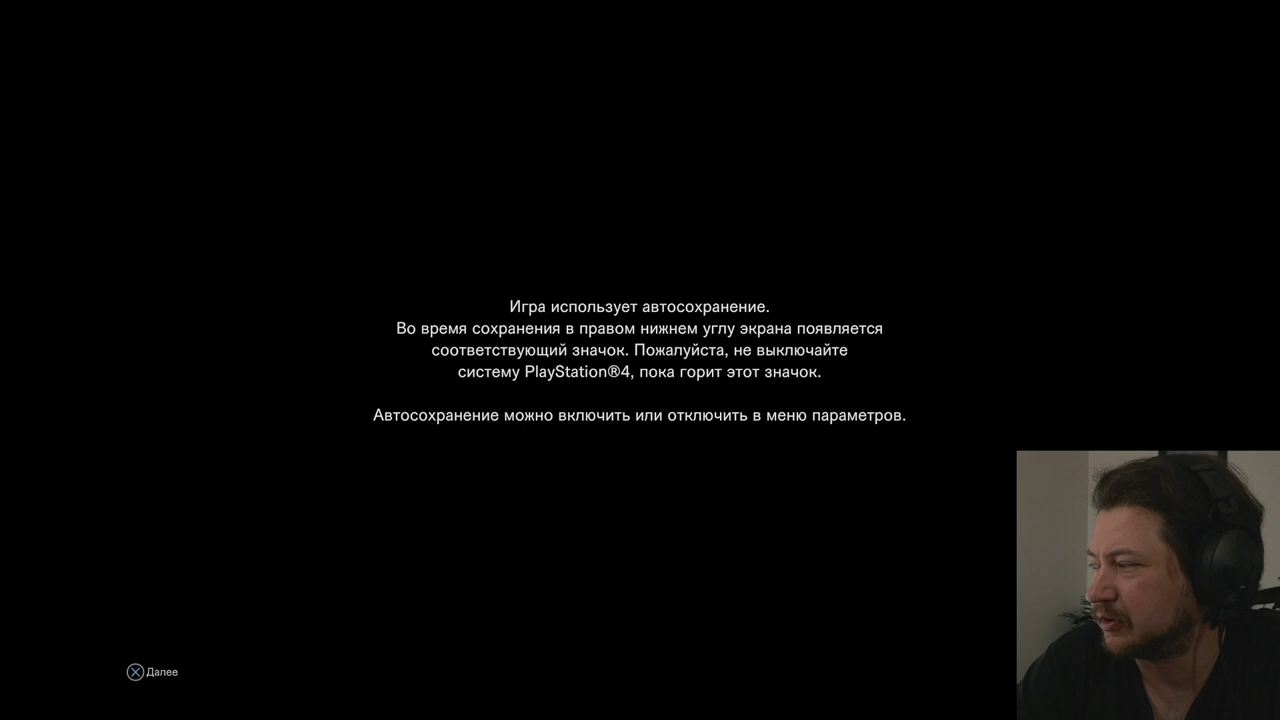 Игра использует автосохранение.
Во время сохранения в правом нижнем углу экрана появляется
соответствующий значок. Пожалуйста, не выключайте
систему PlayStation®4, пока горит этот значок.
Автосохранение можно включить или отключить в меню параметров.
Далее